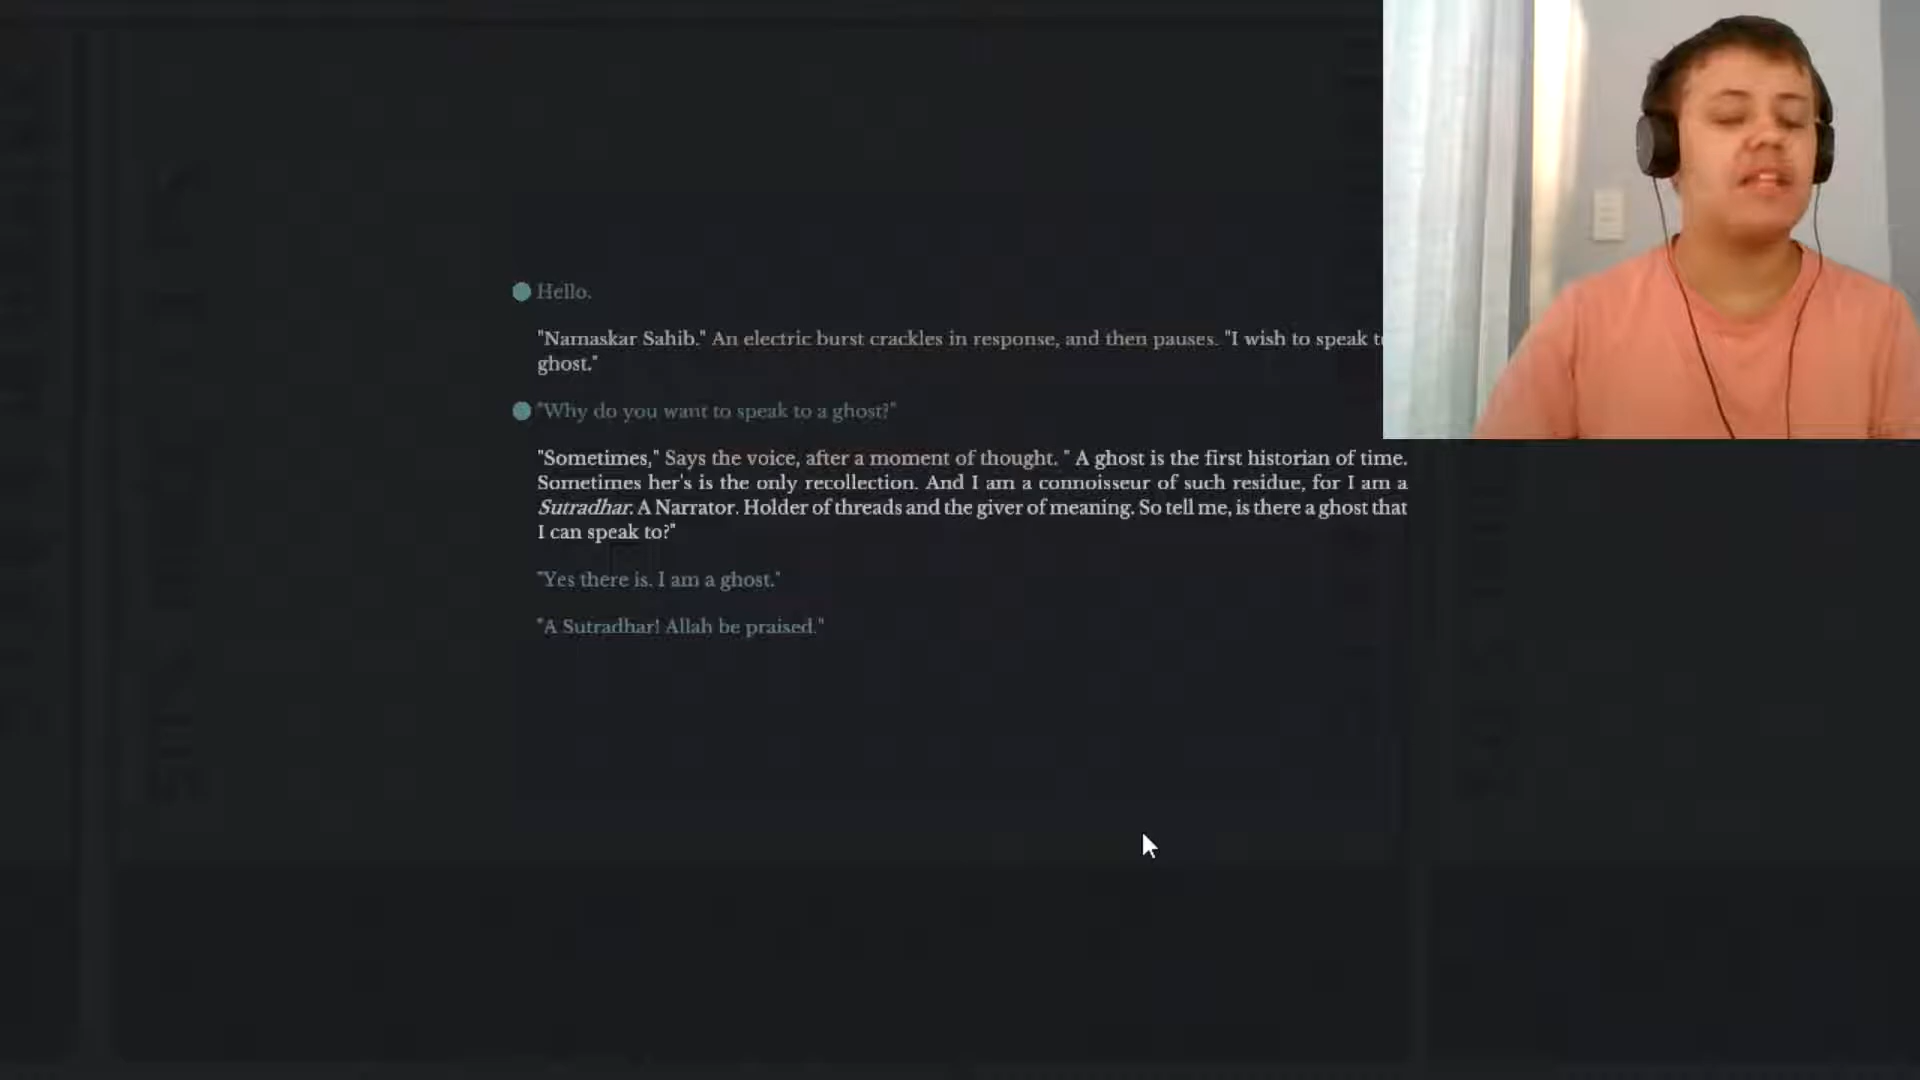 Hello.
"Namaskar Sahib." An electric burst crackles in response, and then pauses. "I wish to speak
ghost."
"Why do you want to speak to a ghost?"
"Sometimes," Says the voice, after a moment of thought. " A ghost is the first historian of time.
Sometimes her's is the only recollection. And I am a connoisseur of such residue, for I am a
Sutradhar. A Narrator. Holder of threads and the giver of meaning. So tell me, is there a ghost that
I can speak to?"
"Yes there is. I am a ghost."
"A Sutradhar! Allah be praised."